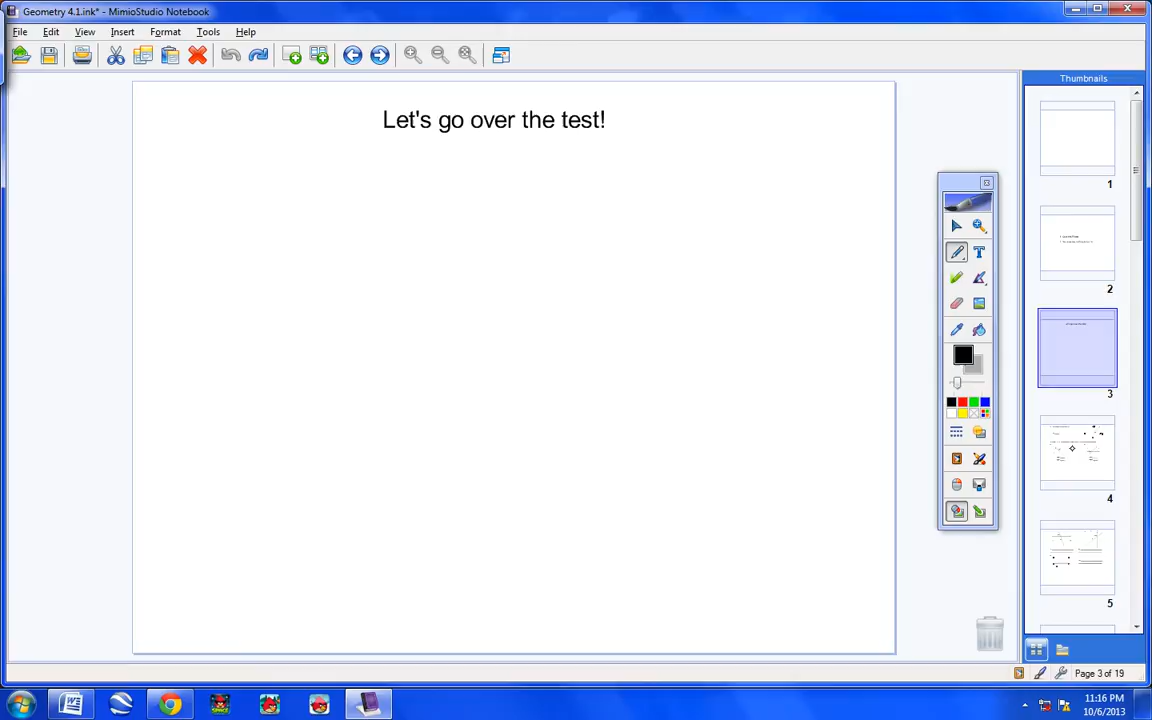 Geometry 4.1.ink* - MimioStudio Notebook
File Edit View Insert Format Tools Help
Thumbnails
Let's go over the test!
1
2
3
4
5
Page 3 of 19
11:16 PM
10/6/2013